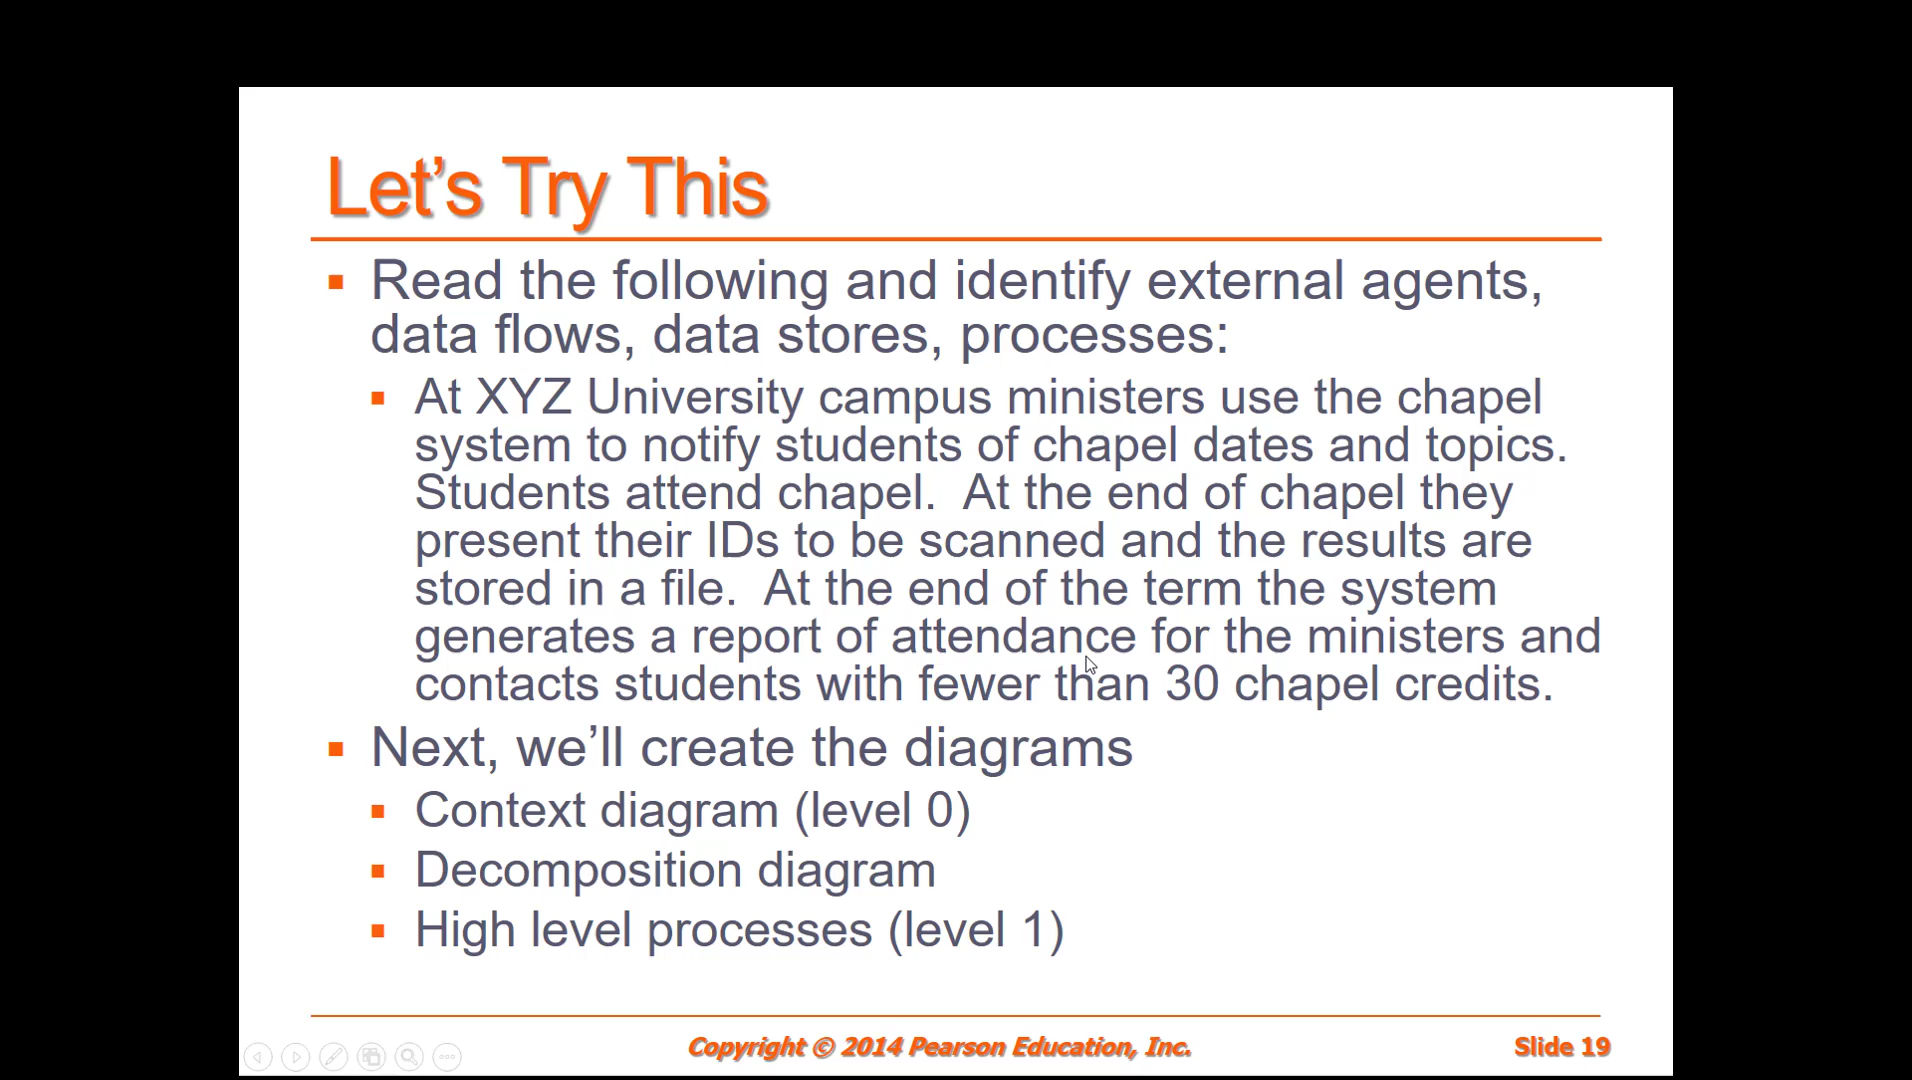 Let’s Try This
Read the following and identify external agents,
data flows, data stores, processes:
At XYZ University campus ministers use the chapel
system to notify students of chapel dates and topics.
Students attend chapel.  At the end of chapel they
present their IDs to be scanned and the results are
stored in a file.  At the end of the term the system
generates a report of attendance for the ministers and
contacts students with fewer than 30 chapel credits.
Next, we’ll create the diagrams
Context diagram (level 0)
Decomposition diagram
High level processes (level 1)
Copyright © 2014 Pearson Education, Inc.
Slide 19